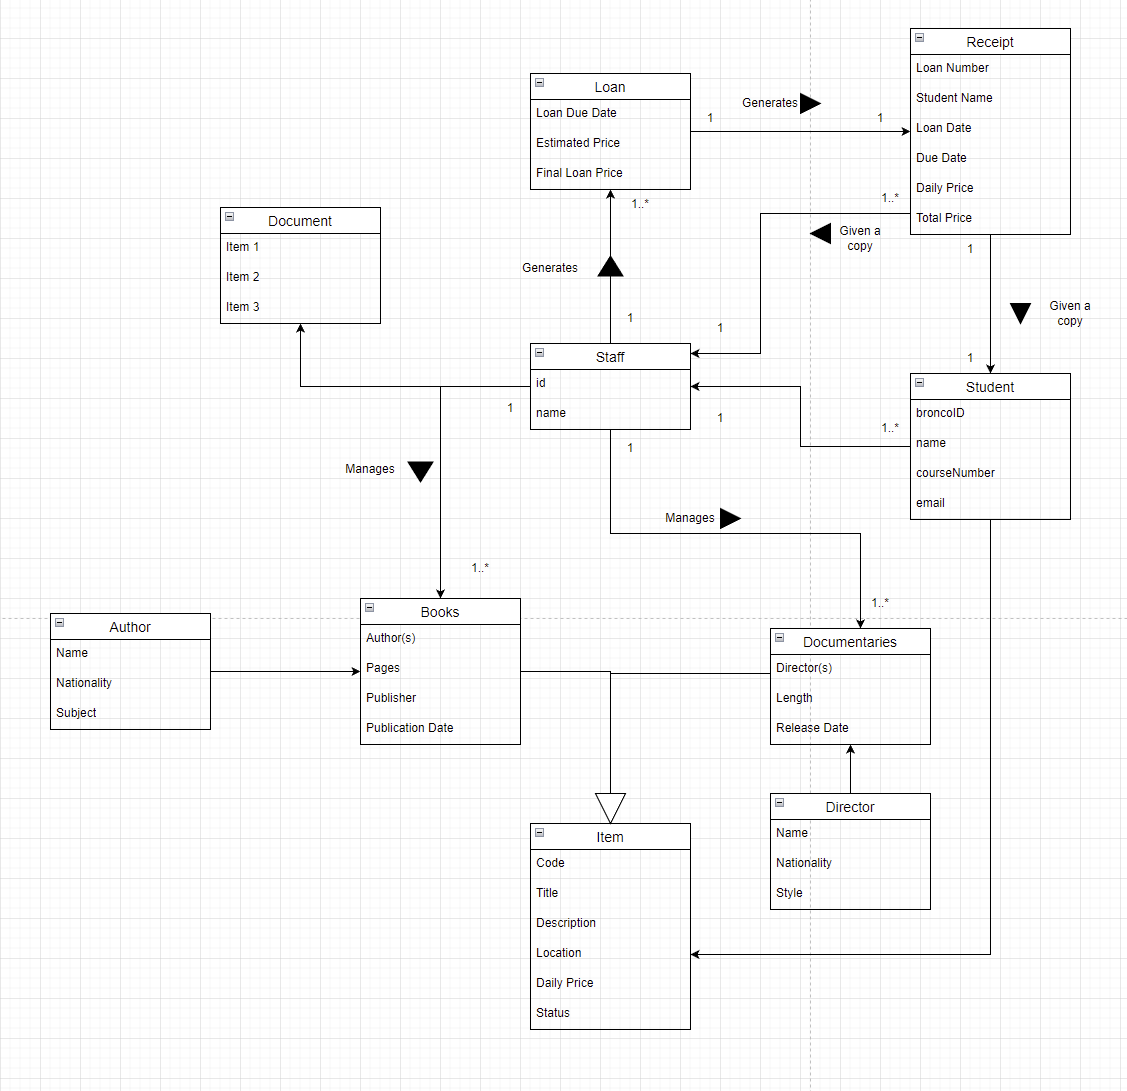 Receipt
Loan Number
Student Name
Loan Date
Due Date
Daily Price
Total Price
Loan
Loan Due Date
Estimated Price
Final Loan Price
Generates
1
1
1..*
Given a
copy
1
Given a
copy
1..*
Generates
1
1
1
Document
Item 1
Item 2
Item 3
Staff
id
name
Student
broncoID
name
courseNumber
email
1
1
1..*
1
Manages
Manages
1..*
1..*
Author
Name
Nationality
Subject
Books
Author(s)
Pages
Publisher
Publication Date
Documentaries
Director(s)
Length
Release Date
Director
Name
Nationality
Style
Item
Code
Title
Description
Location
Daily Price
Status